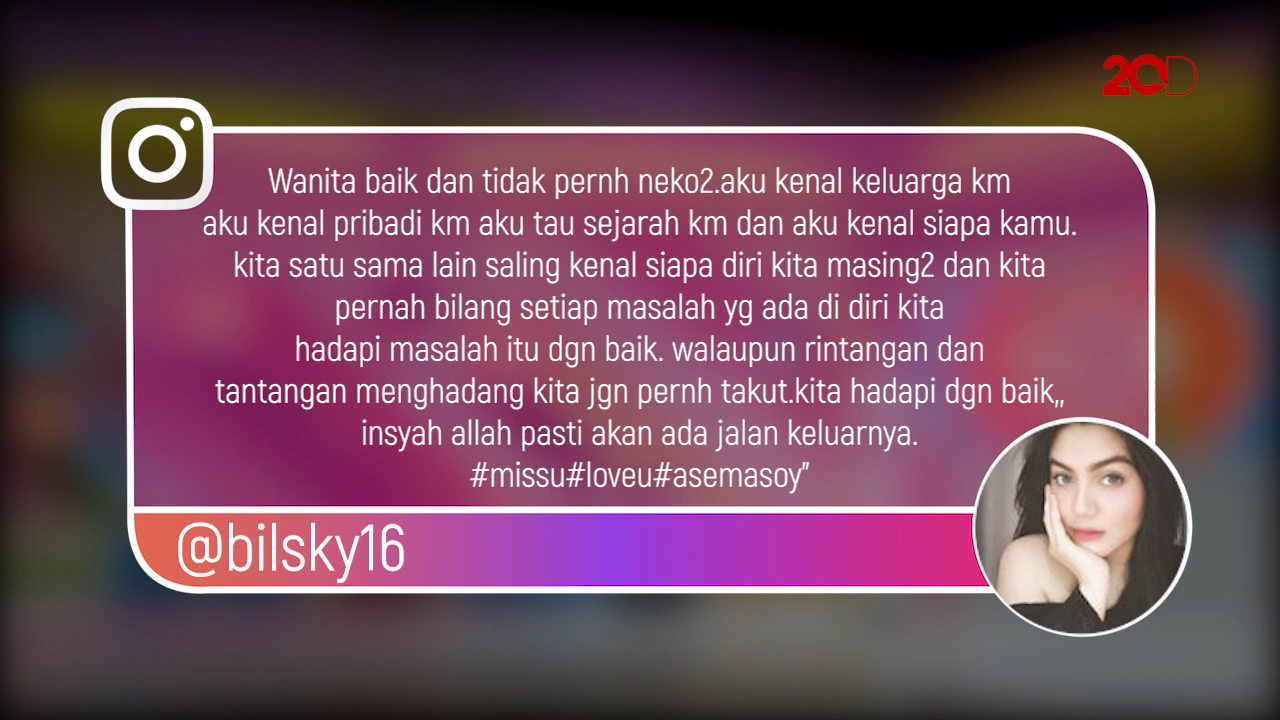 20D
Wanita baik dan tidak pernh neko2.aku kenal keluarga km
aku kenal pribadi km aku tau sejarah km dan aku kenal siapa kamu.
kita satu sama lain saling kenal siapa diri kita masing2 dan kita
pernah bilang setiap masalah yg ada di diri kita
hadapi masalah itu dgn baik. walaupun rintangan dan
tantangan menghadang kita jgn pernh takut.kita hadapi dgn baik,,
insyah allah pasti akan ada jalan keluarnya.
#missu#loveu#asemasoy"
@bilsky16